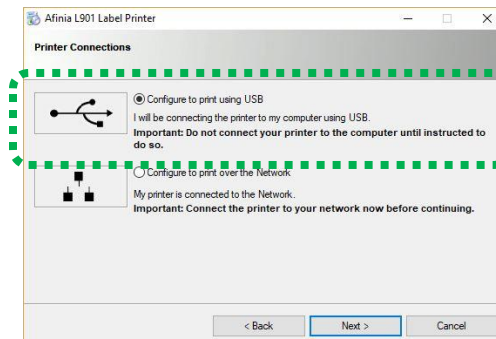 Afinia L901 Label Printer
Printer Connections
Configure to print using USB
I will be connecting the printer to my computer using USB.
Important: Do not connect your printer to the computer until instructed to
do so.
Configure to print over the Network
My printer is connected to the Network.
Important: Connect the printer to your network now before continuing.
< Back
Next >
Cancel